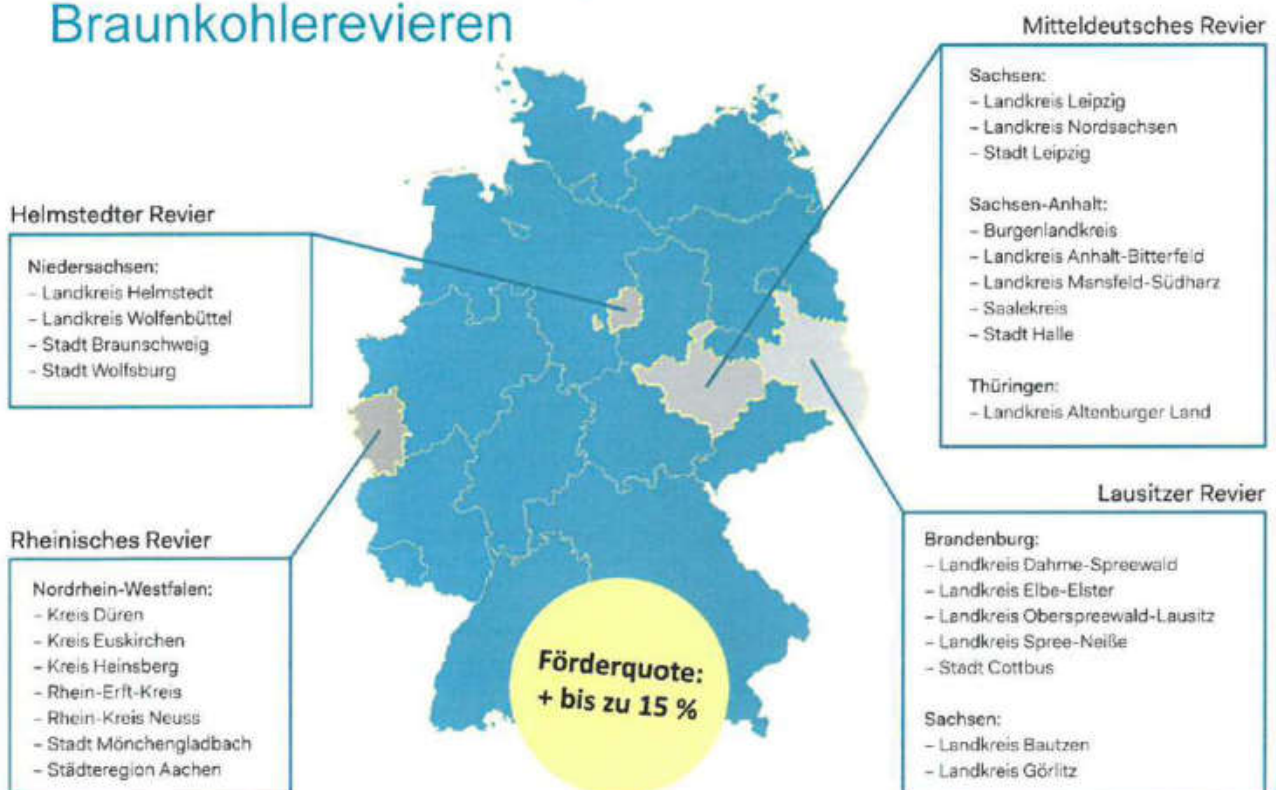 Braunkohlerevieren
Mitteldeutsches Revier
Sachsen:
– Landkreis Leipzig
– Landkreis Nordsachsen
– Stadt Leipzig
Sachsen-Anhalt:
– Burgenlandkreis
– Landkreis Anhalt-Bitterfeld
– Landkreis Mansfeld-Südharz
– Saalekreis
– Stadt Halle
Thüringen:
– Landkreis Altenburger Land
Helmstedter Revier
Niedersachsen:
– Landkreis Helmstedt
– Landkreis Wolfenbüttel
– Stadt Braunschweig
– Stadt Wolfsburg
Rheinisches Revier
Nordrhein-Westfalen:
– Kreis Düren
– Kreis Euskirchen
– Kreis Heinsberg
– Rhein-Erft-Kreis
– Rhein-Kreis Neuss
– Stadt Mönchengladbach
– Städteregion Aachen
Förderquote:
+ bis zu 15 %
Lausitzer Revier
Brandenburg:
– Landkreis Dahme-Spreewald
– Landkreis Elbe-Elster
– Landkreis Oberspreewald-Lausitz
– Landkreis Spree-Neiße
– Stadt Cottbus
Sachsen:
– Landkreis Bautzen
– Landkreis Görlitz